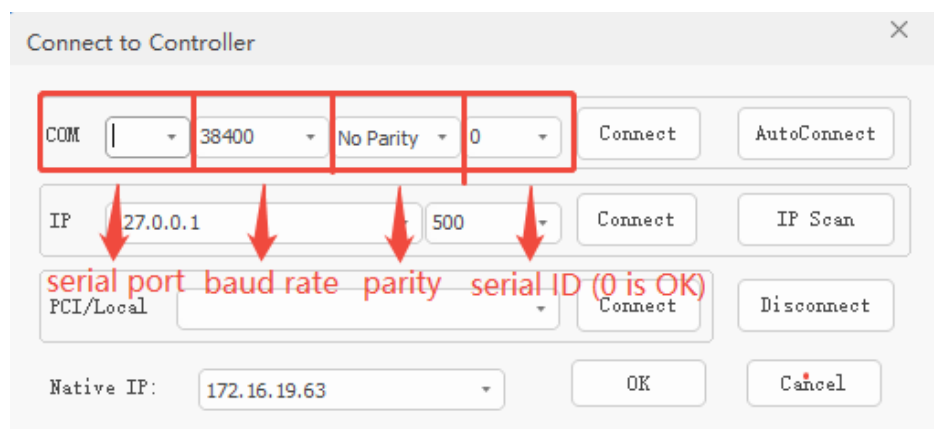 Connect to Controller
COM 38400 No Parity 0 Connect AutoConnect
IP 127.0.0.1 500 Connect IP Scan
serial port baud rate parity serial ID (0 is OK)
PCI/Local Connect Disconnect
Native IP: 172.16.19.63 OK Cancel